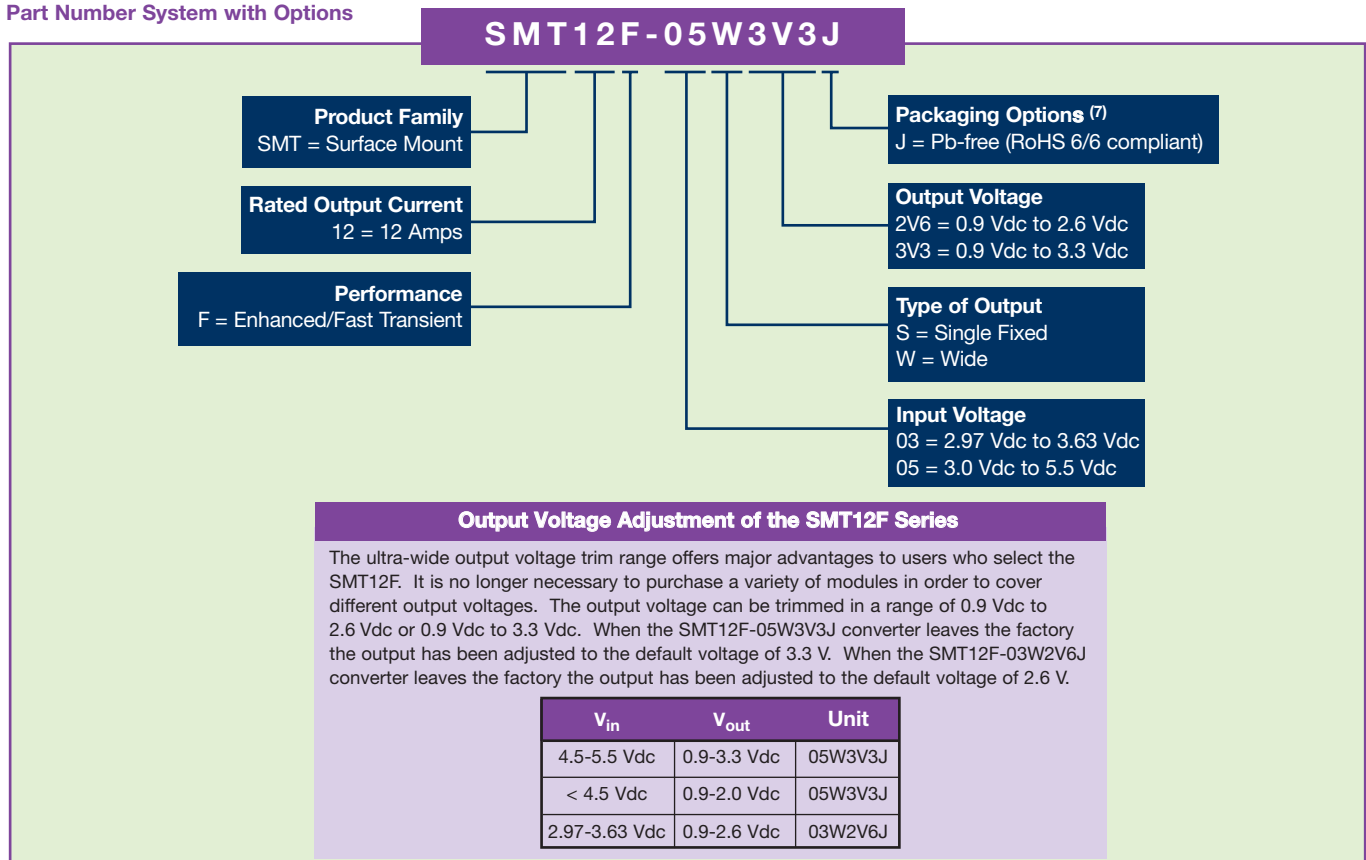 Part Number System with Options
SMT12F-05W3V3J
Product Family
SMT = Surface Mount
Rated Output Current
12 = 12 Amps
Performance
F = Enhanced/Fast Transient
Packaging Options (7)
J = Pb-free (RoHS 6/6 compliant)
Output Voltage
2V6 = 0.9 Vdc to 2.6 Vdc
3V3 = 0.9 Vdc to 3.3 Vdc
Type of Output
S = Single Fixed
W = Wide
Input Voltage
03 = 2.97 Vdc to 3.63 Vdc
05 = 3.0 Vdc to 5.5 Vdc
Output Voltage Adjustment of the SMT12F Series
The ultra-wide output voltage trim range offers major advantages to users who select the
SMT12F. It is no longer necessary to purchase a variety of modules in order to cover
different output voltages. The output voltage can be trimmed in a range of 0.9 Vdc to
2.6 Vdc or 0.9 Vdc to 3.3 Vdc. When the SMT12F-05W3V3J converter leaves the factory
the output has been adjusted to the default voltage of 3.3 V. When the SMT12F-03W2V6J
converter leaves the factory the output has been adjusted to the default voltage of 2.6 V.
Vin Vout Unit
4.5-5.5 Vdc 0.9-3.3 Vdc 05W3V3J
< 4.5 Vdc 0.9-2.0 Vdc 05W3V3J
2.97-3.63 Vdc 0.9-2.6 Vdc 03W2V6J